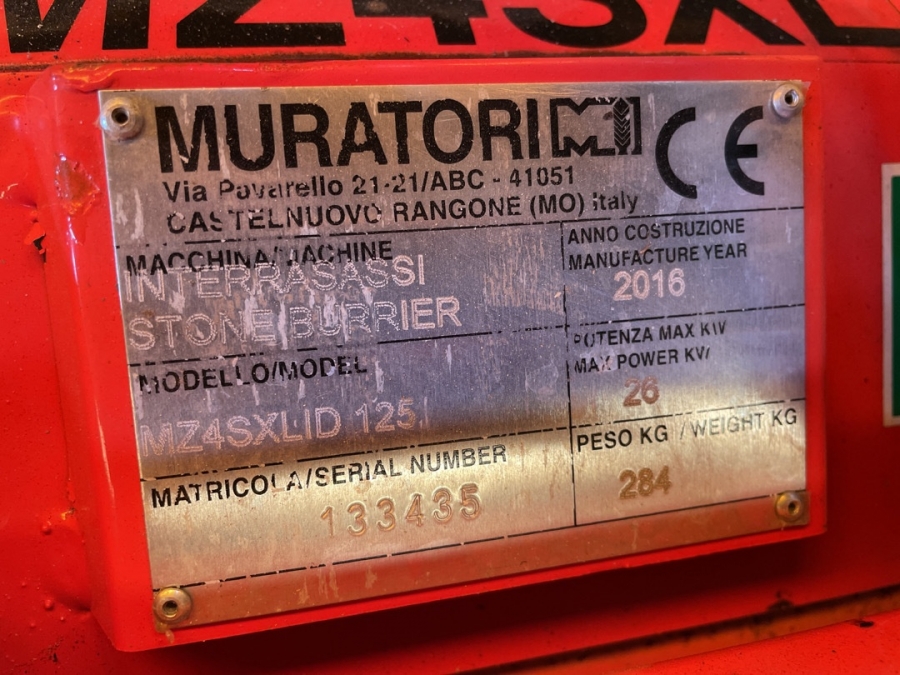 MZ4SXL
MURATORI
Via Pavarello 21-21/ABC - 41051
CASTELNUOVO RANGONE (MO) Italy
CE
MACCHINA/MACHINE
INTERRASASSI
STONE BURRIER
ANNO COSTRUZIONE
MANUFACTURE YEAR
2016
MODELLO/MODEL
MZ4SXLID 125
POTENZA MAX KW
MAX POWER KW
26
MATRICOLA/SERIAL NUMBER
133435
PESO KG / WEIGHT KG
284